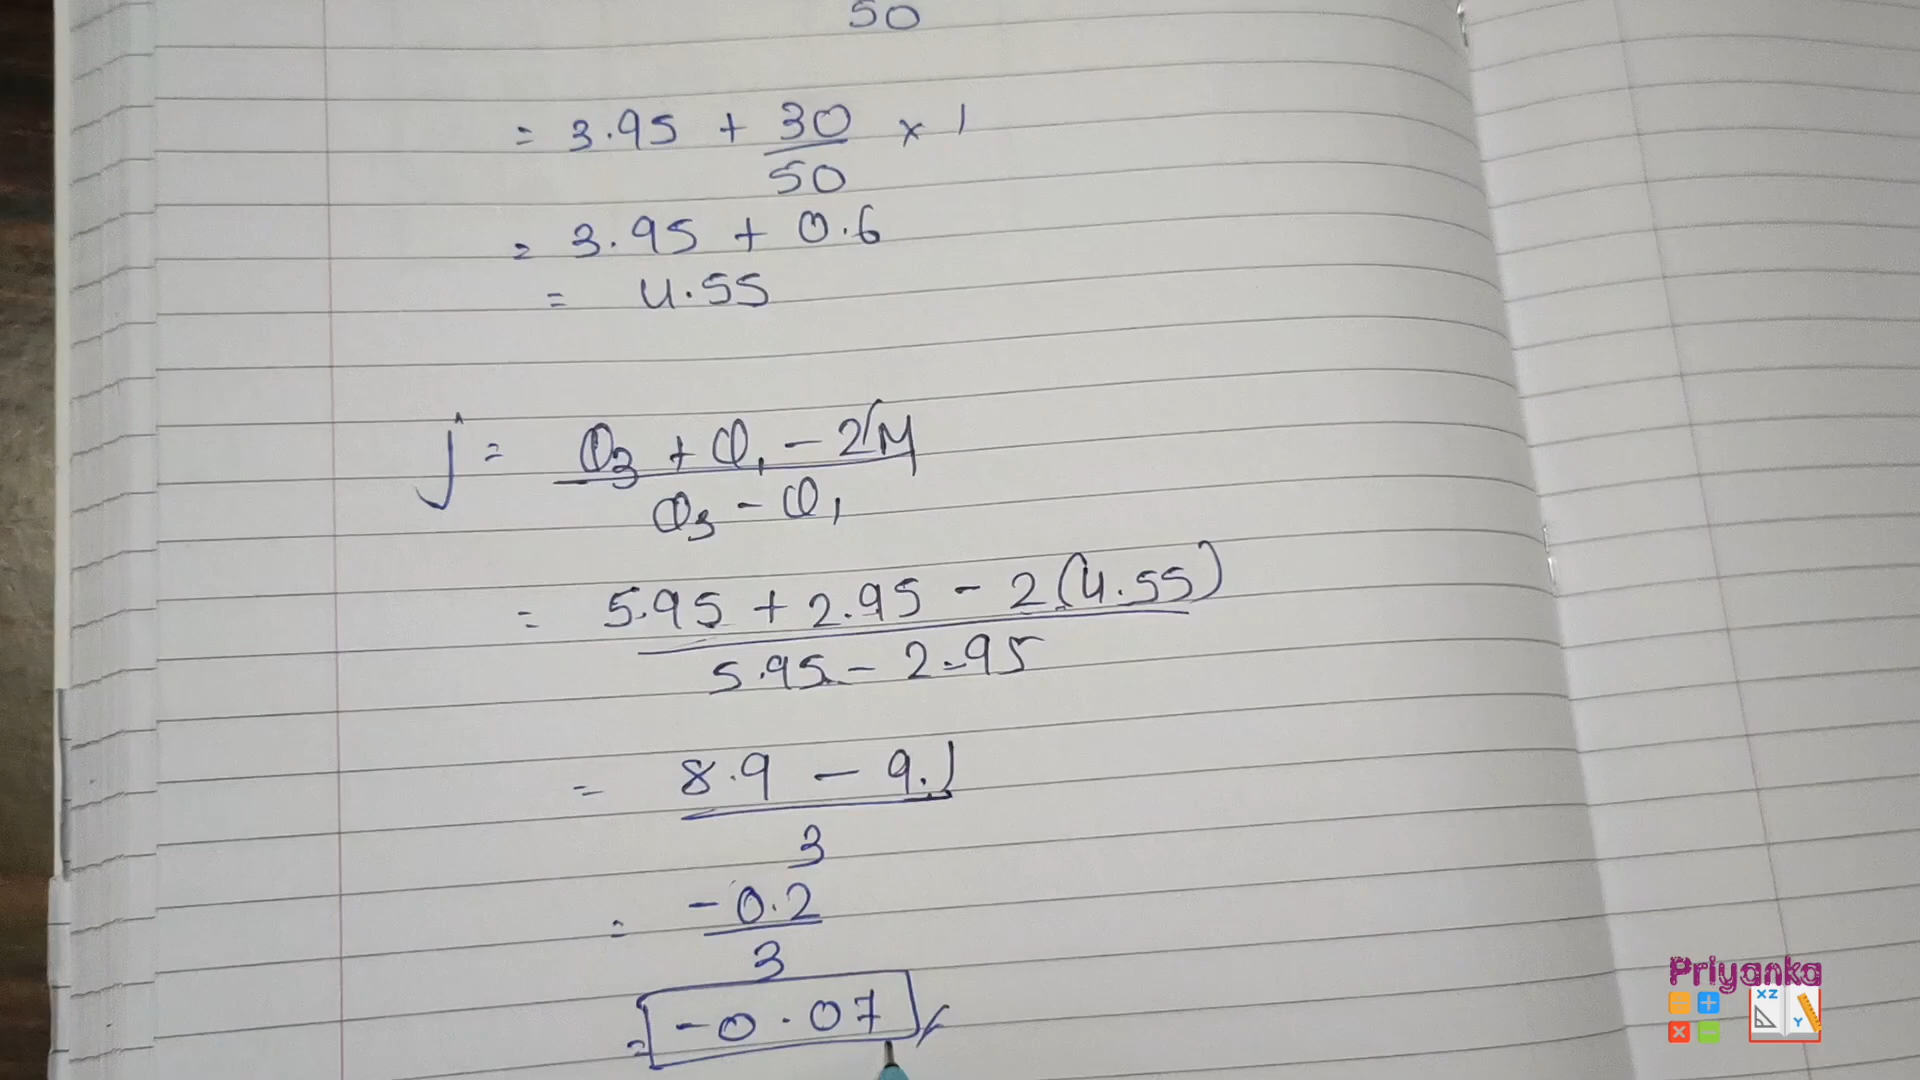 50
= 3.95 + 30/50 × 1
= 3.95 + 0.6
= 4.55
j = Q3 + Q1 - 2M / Q3 - Q1
= 5.95 + 2.95 - 2(4.55) / 5.95 - 2.95
= 8.9 - 9.1 / 3
= -0.2 / 3
= -0.07
Priyanka
XZ
Y